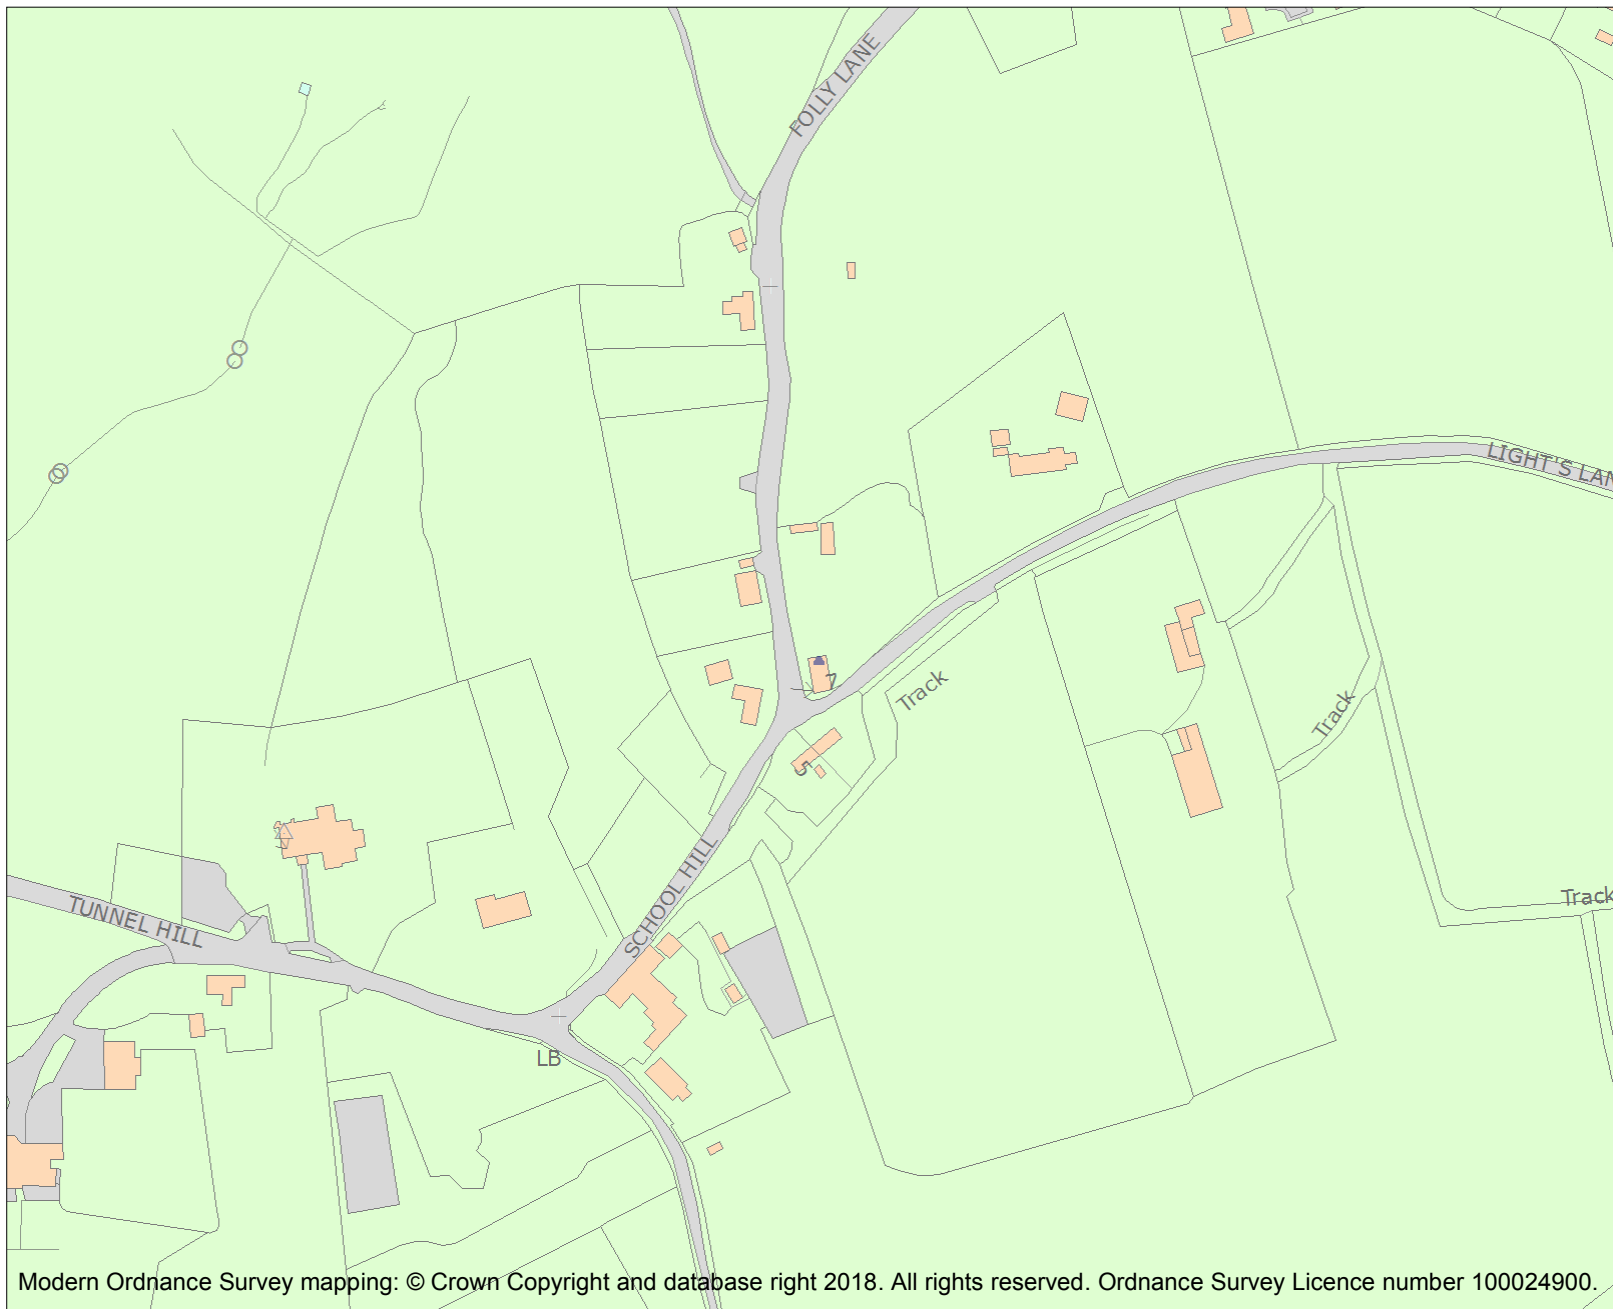 FOLLY LANE
LIGHT'S LAN
7
Track
Track
5
SCHOOL HILL
Track
TUNNEL HILL
LB
Modern Ordnance Survey mapping: © Crown Copyright and database right 2018. All rights reserved. Ordnance Survey Licence number 100024900.